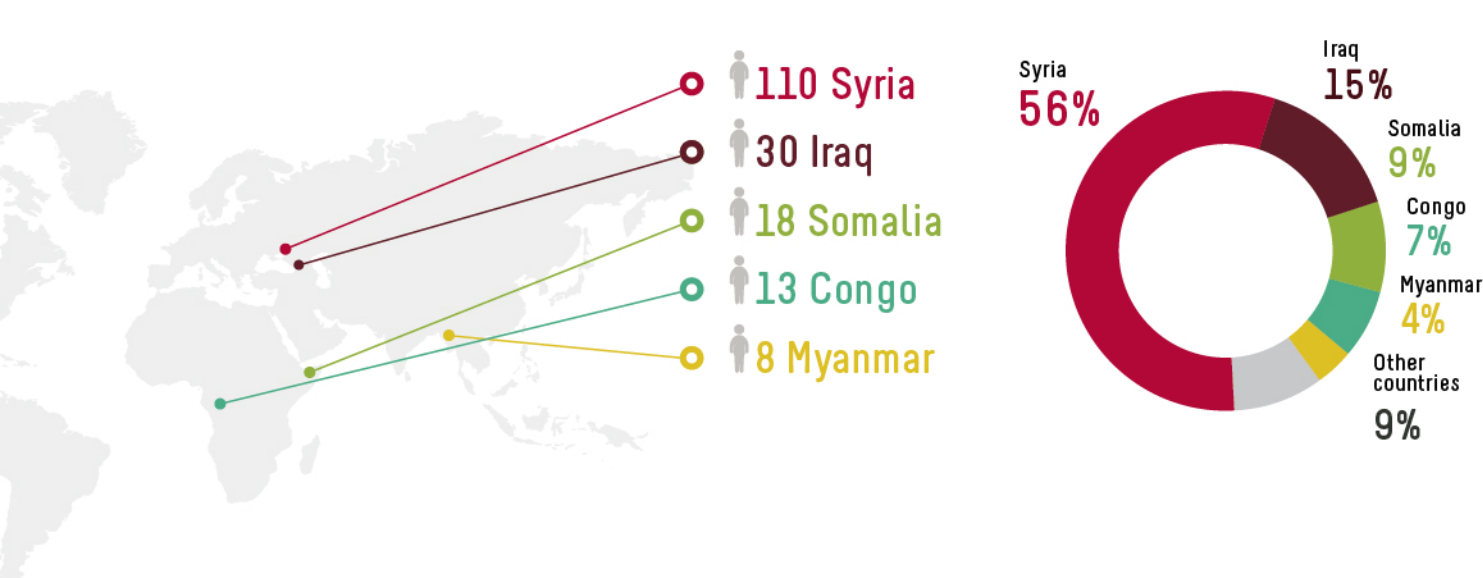 110 Syria
30 Iraq
18 Somalia
13 Congo
8 Myanmar
Syria
56%
Iraq
15%
Somalia
9%
Congo
7%
Myanmar
4%
Other
countries
9%